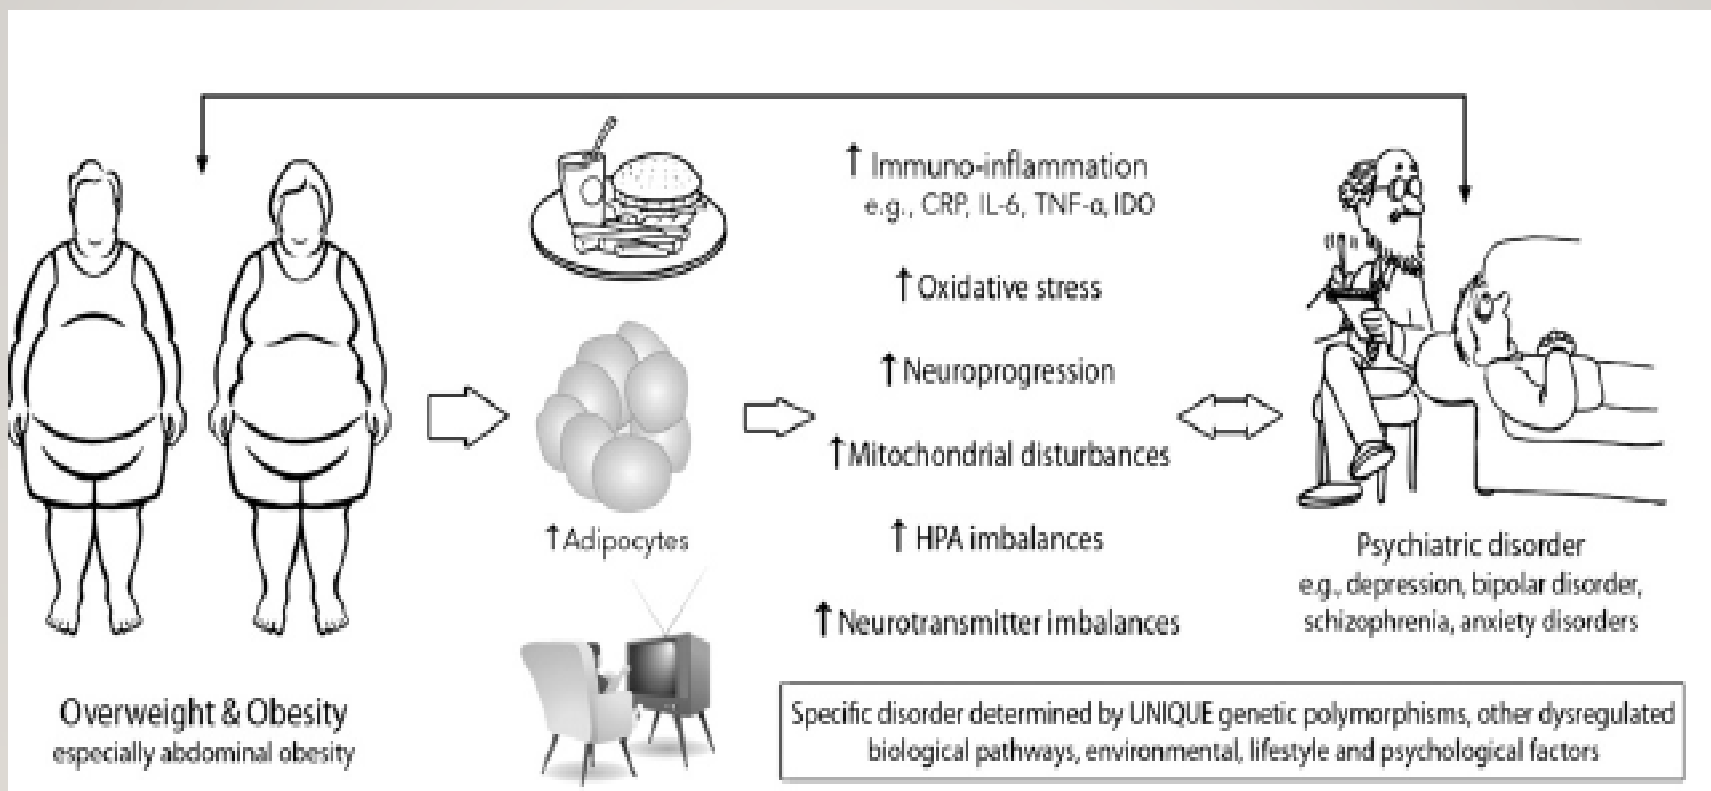 ↑ Immuno-inflammation
e.g., CRP, IL-6, TNF-α, IDO
↑ Oxidative stress
↑ Neuroprogression
↑ Mitochondrial disturbances
↑ HPA imbalances
↑ Neurotransmitter imbalances
↑ Adipocytes
Psychiatric disorder
e.g., depression, bipolar disorder,
schizophrenia, anxiety disorders
Overweight & Obesity
especially abdominal obesity
Specific disorder determined by UNIQUE genetic polymorphisms, other dysregulated
biological pathways, environmental, lifestyle and psychological factors